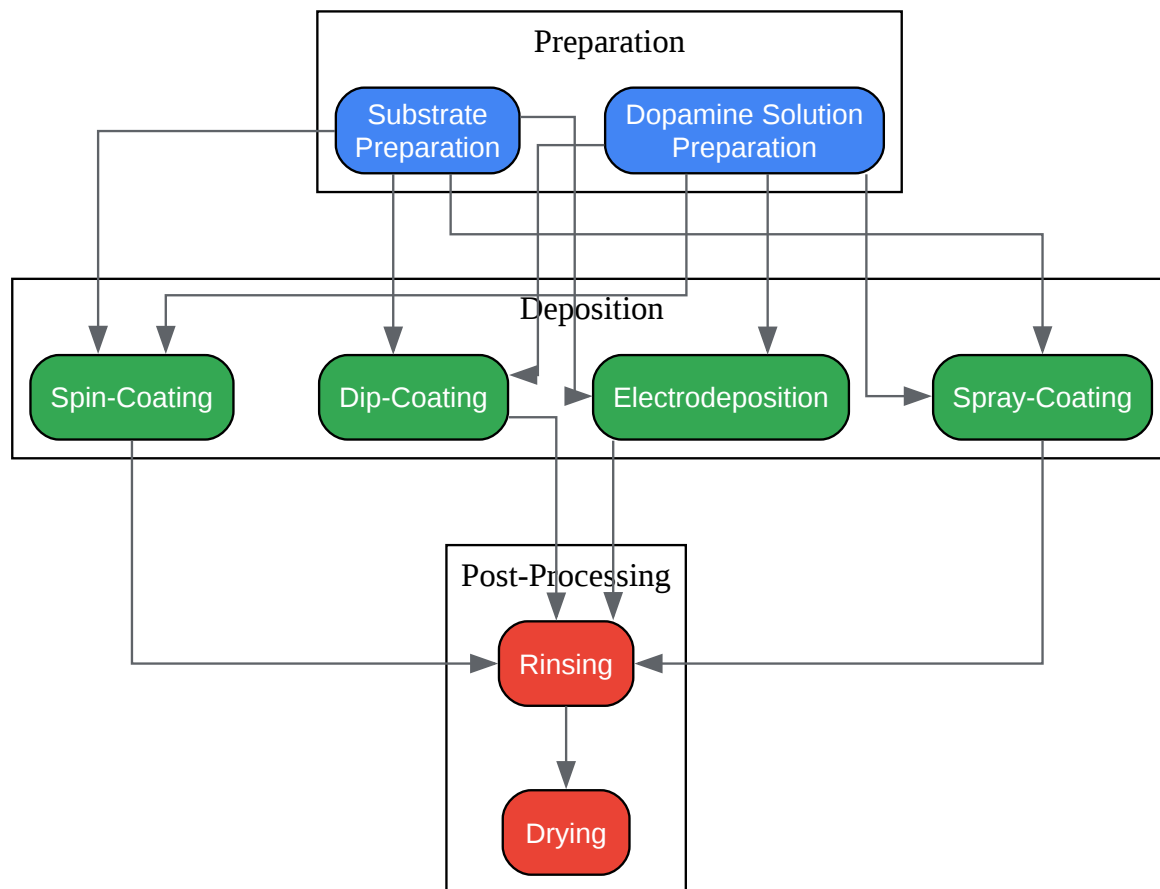 Preparation
Substrate
Preparation
Dopamine Solution
Preparation
Deposition
Spin-Coating
Dip-Coating
Electrodeposition
Spray-Coating
Post-Processing
Rinsing
Drying